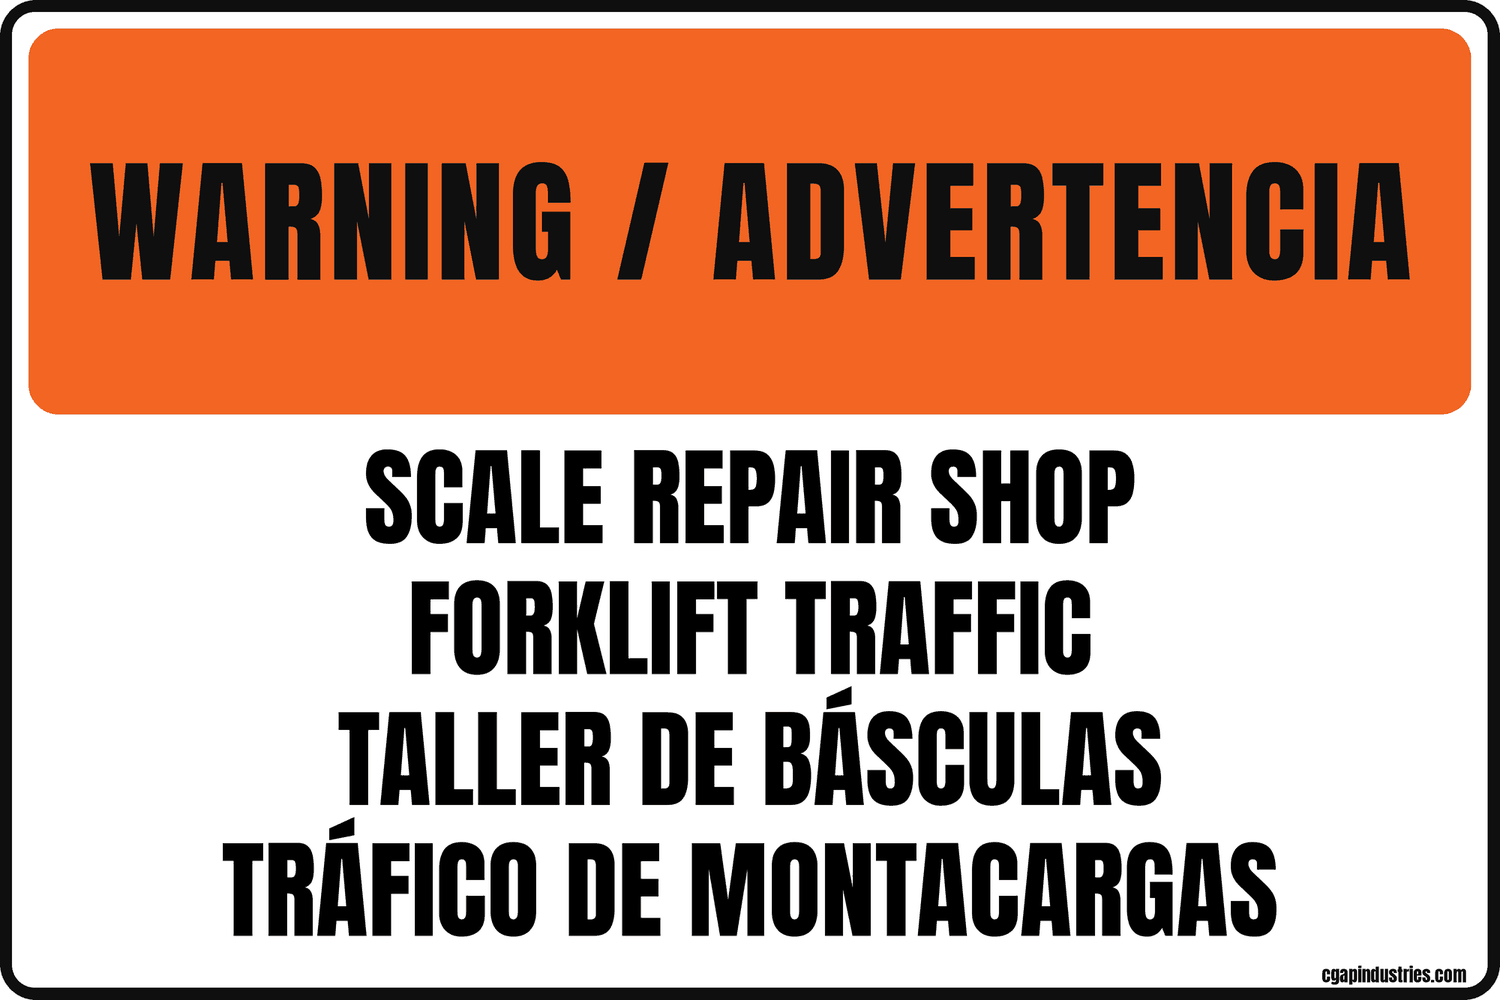 WARNING / ADVERTENCIA
SCALE REPAIR SHOP
FORKLIFT TRAFFIC
TALLER DE BÁSCULAS
TRÁFICO DE MONTACARGAS
cgapindustries.com